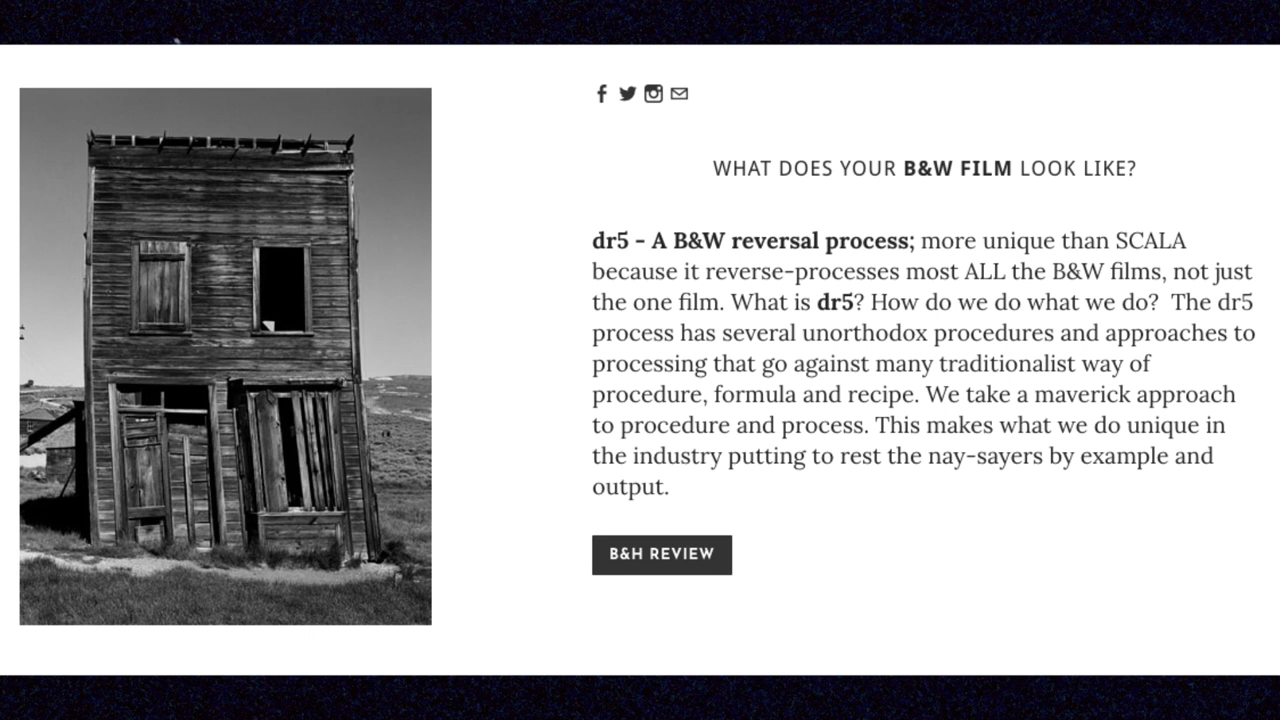 WHAT DOES YOUR B&W FILM LOOK LIKE?
dr5 - A B&W reversal process; more unique than SCALA
because it reverse-processes most ALL the B&W films, not just
the one film. What is dr5? How do we do what we do?  The dr5
process has several unorthodox procedures and approaches to
processing that go against many traditionalist way of
procedure, formula and recipe. We take a maverick approach
to procedure and process. This makes what we do unique in
the industry putting to rest the nay-sayers by example and
output.
B&H REVIEW